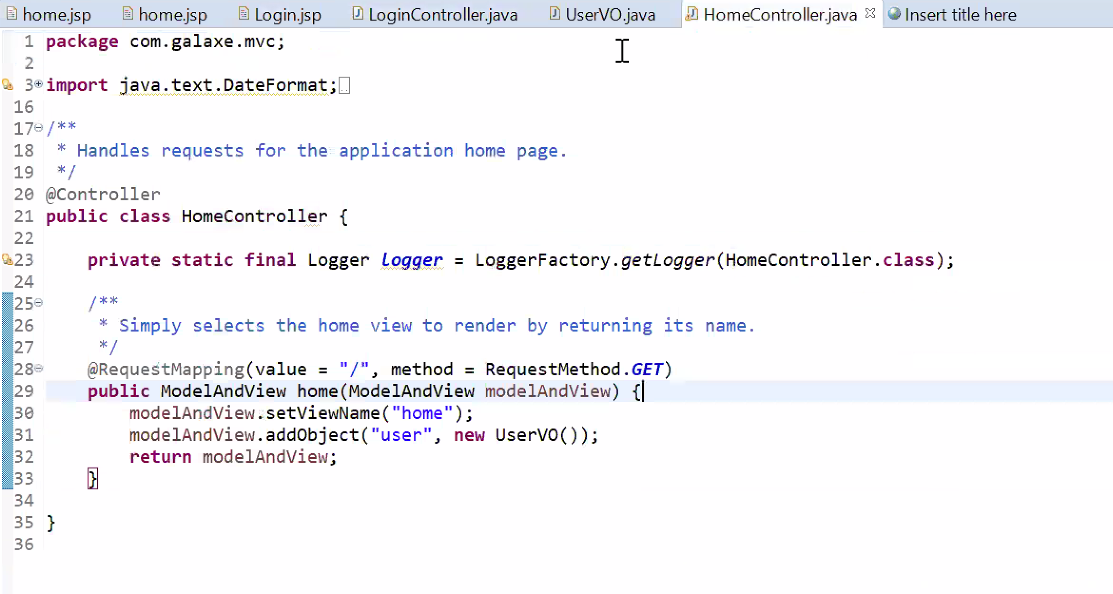 home.jsp home.jsp Login.jsp LoginController.java UserVO.java HomeController.java Insert title here
1 package com.galaxe.mvc;
2
3 import java.text.DateFormat;
16
17 /**
18  * Handles requests for the application home page.
19  */
20 @Controller
21 public class HomeController {
22
23     private static final Logger logger = LoggerFactory.getLogger(HomeController.class);
24
25     /**
26      * Simply selects the home view to render by returning its name.
27      */
28     @RequestMapping(value = "/", method = RequestMethod.GET)
29     public ModelAndView home(ModelAndView modelAndView) {
30         modelAndView.setViewName("home");
31         modelAndView.addObject("user", new UserVO());
32         return modelAndView;
33     }
34
35 }
36